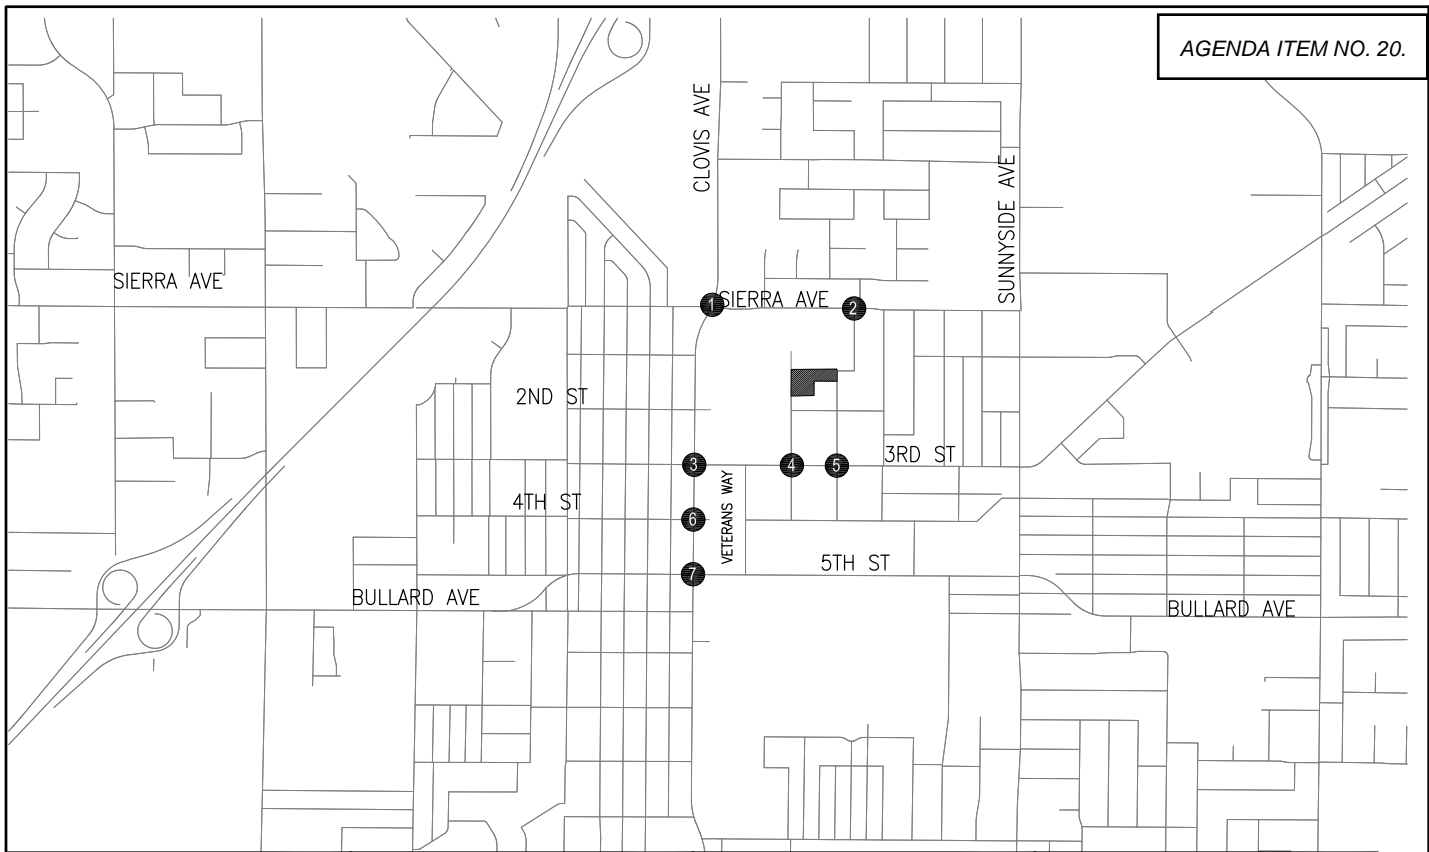 AGENDA ITEM NO. 20.
CLOVIS AVE
SUNNYSIDE AVE
SIERRA AVE
1
SIERRA AVE
2
2ND ST
3RD ST
3
4
5
4TH ST
VETERANS WAY
6
5TH ST
7
BULLARD AVE
BULLARD AVE